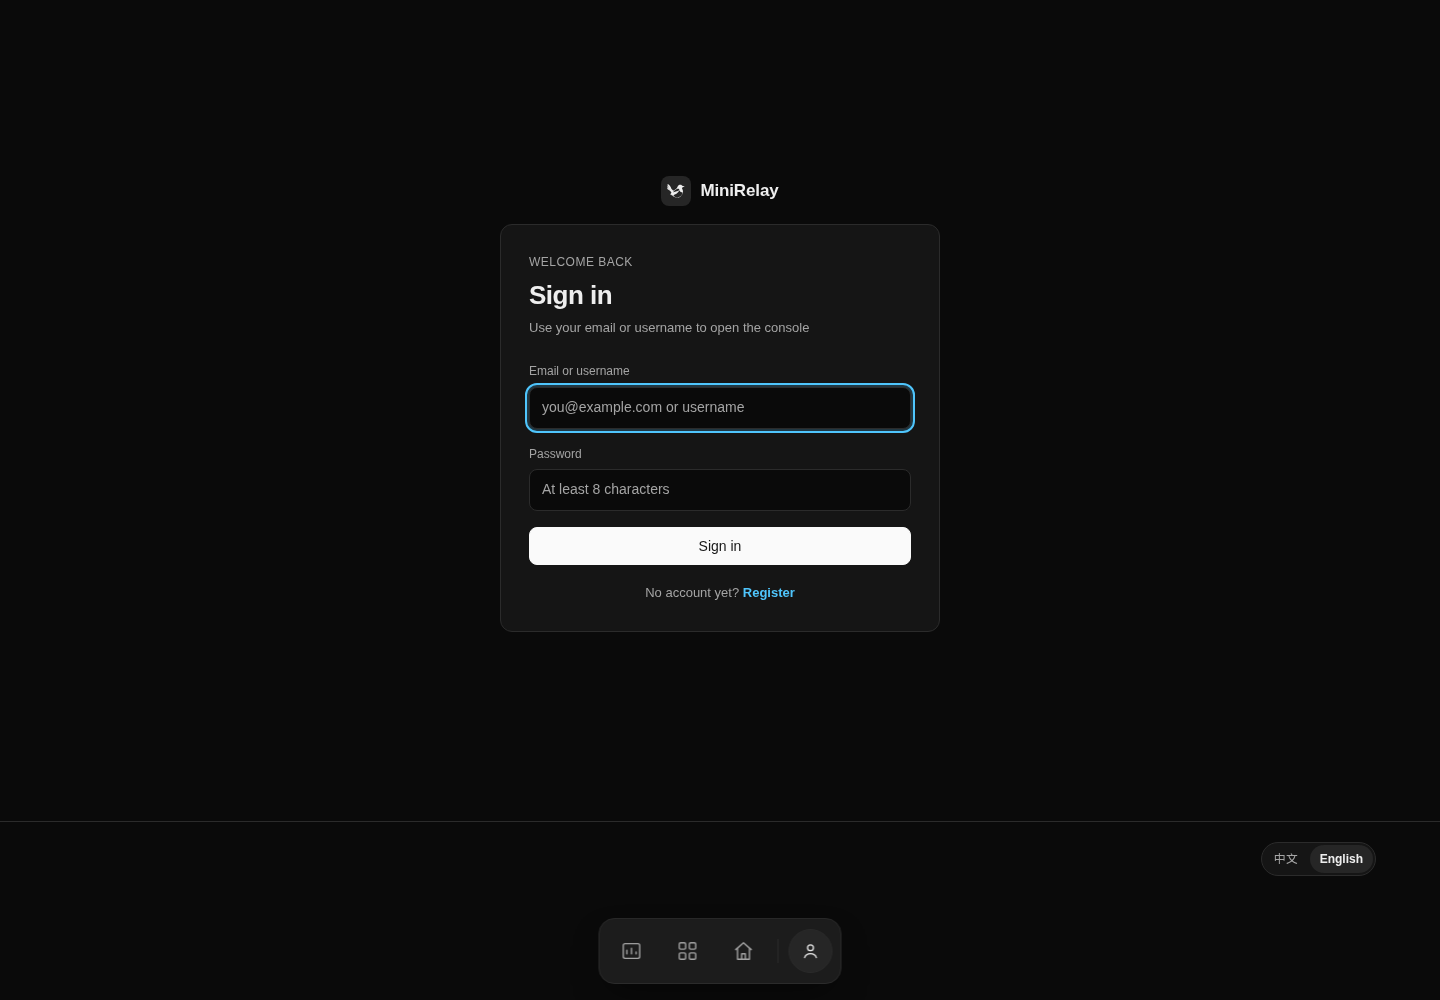 MiniRelay
WELCOME BACK
Sign in
Use your email or username to open the console
Email or username
you@example.com or username
Password
At least 8 characters
Sign in
No account yet? Register
中文 English